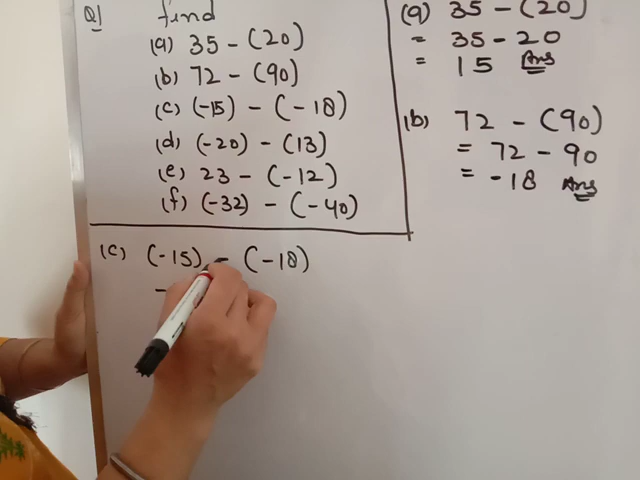 Q1 find
(a) 35 - (20)
(b) 72 - (90)
(c) (-15) - (-18)
(d) (-20) - (13)
(e) 23 - (-12)
(f) (-32) - (-40)
(a) 35 - (20)
= 35 - 20
= 15 Ans
(b) 72 - (90)
= 72 - 90
= -18 Ans
(c) (-15) - (-18)
-